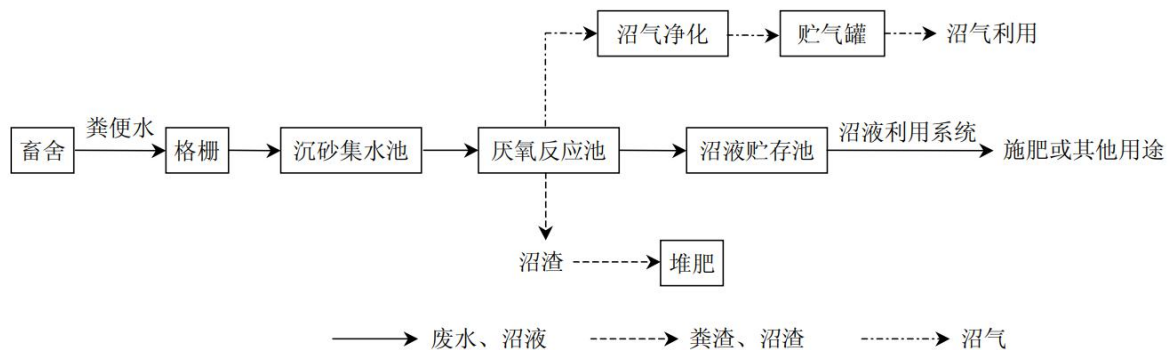 沼气净化
贮气罐
沼气利用
粪便水
畜舍
格栅
沉砂集水池
厌氧反应池
沼液贮存池
沼液利用系统
施肥或其他用途
沼渣
堆肥
废水、沼液
粪渣、沼渣
沼气